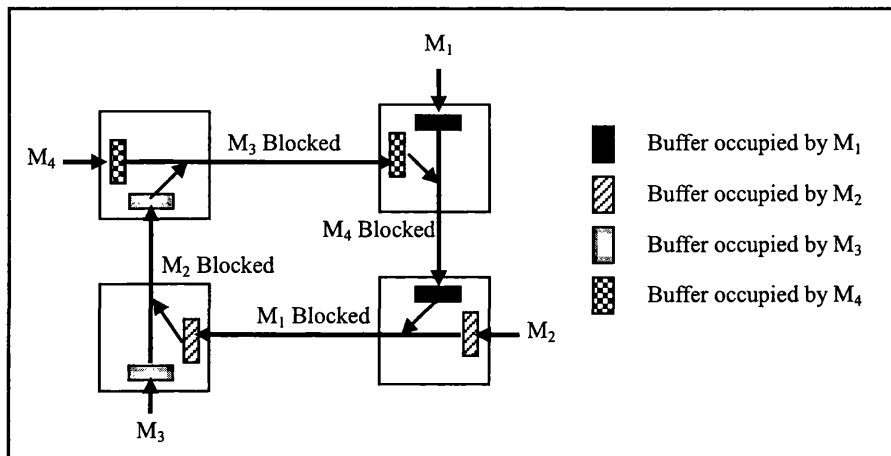 M₁
M₃ Blocked
M₄
M₄ Blocked
M₂ Blocked
M₁ Blocked
M₂
M₃
Buffer occupied by M₁
Buffer occupied by M₂
Buffer occupied by M₃
Buffer occupied by M₄